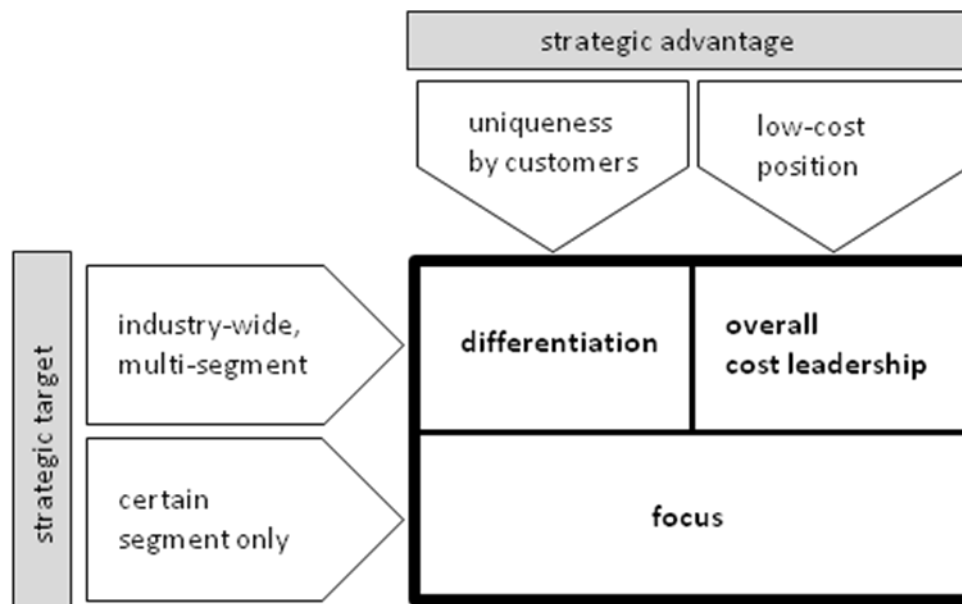 strategic advantage
uniqueness
by customers
low-cost
position
strategic target
industry-wide,
multi-segment
differentiation
overall
cost leadership
certain
segment only
focus